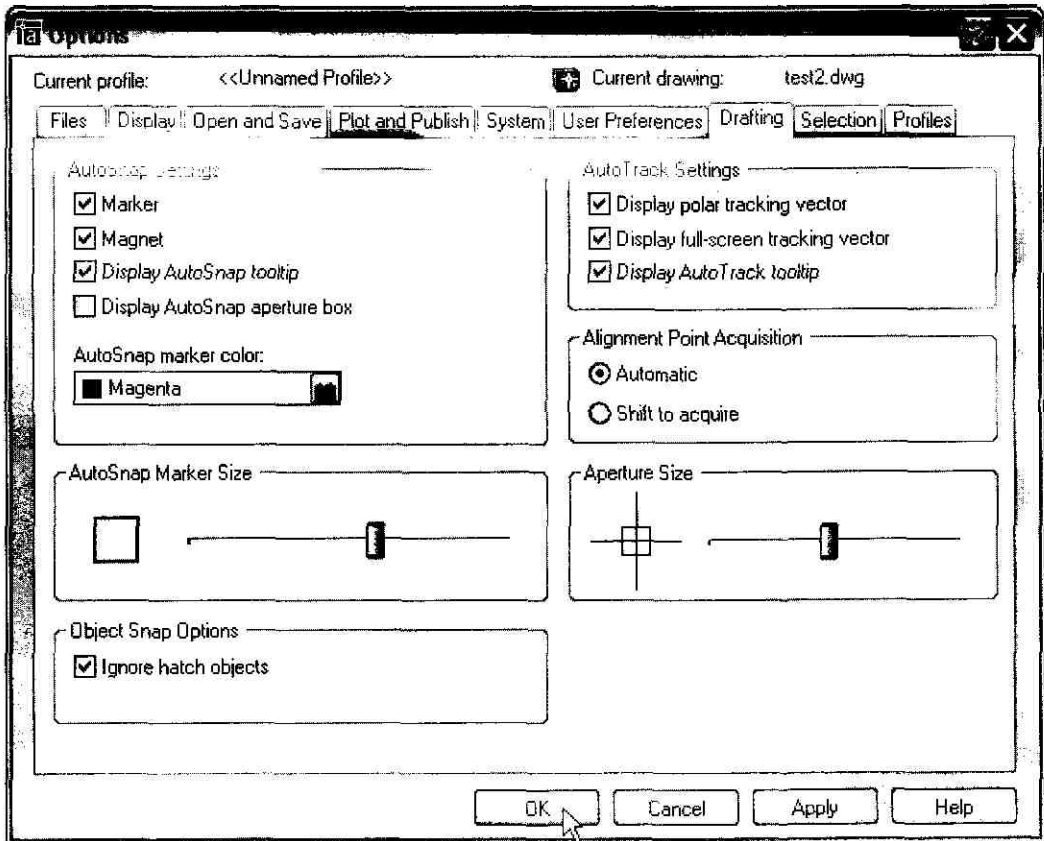 Options
Current profile: <<Unnamed Profile>> Current drawing: test2.dwg
Files Display Open and Save Plot and Publish System User Preferences Drafting Selection Profiles
AutoSnap Settings
Marker
Magnet
Display AutoSnap tooltip
Display AutoSnap aperture box
AutoSnap marker color:
Magenta
AutoTrack Settings
Display polar tracking vector
Display full-screen tracking vector
Display AutoTrack tooltip
Alignment Point Acquisition
Automatic
Shift to acquire
AutoSnap Marker Size
Aperture Size
Object Snap Options
Ignore hatch objects
OK Cancel Apply Help